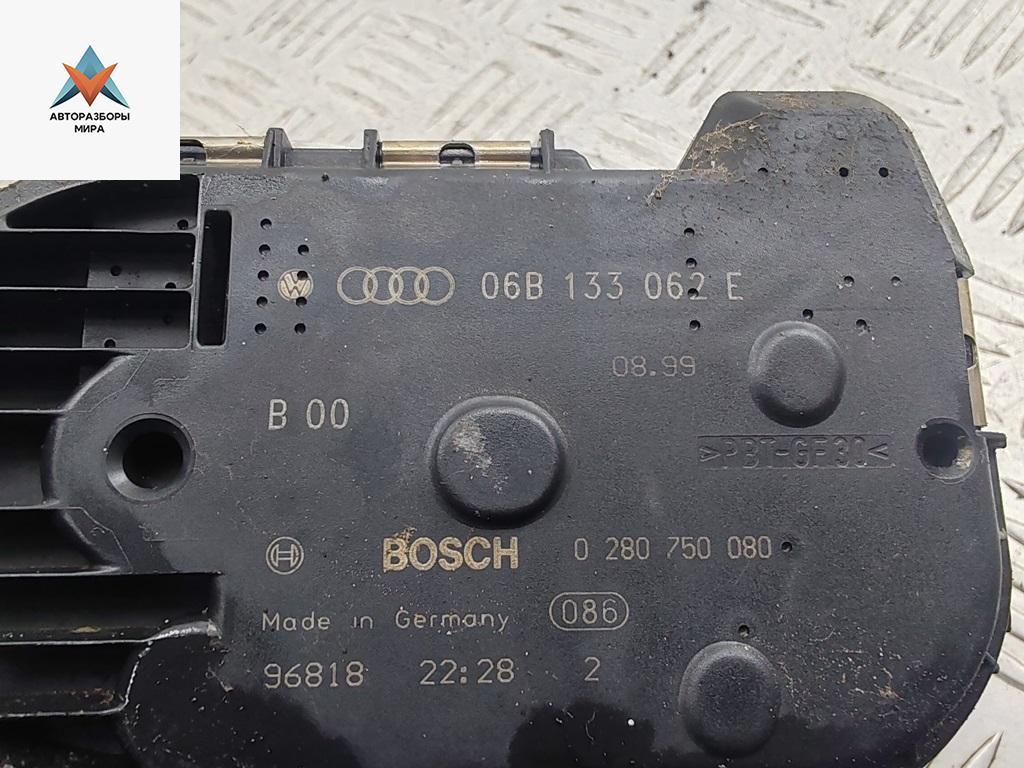 АВТОРАЗБОРЫ
МИРА
06B 133 062 E
08.99
B 00
>PBT-GF30<
BOSCH 0 280 750 080
Made in Germany 086
96818 22:28 2